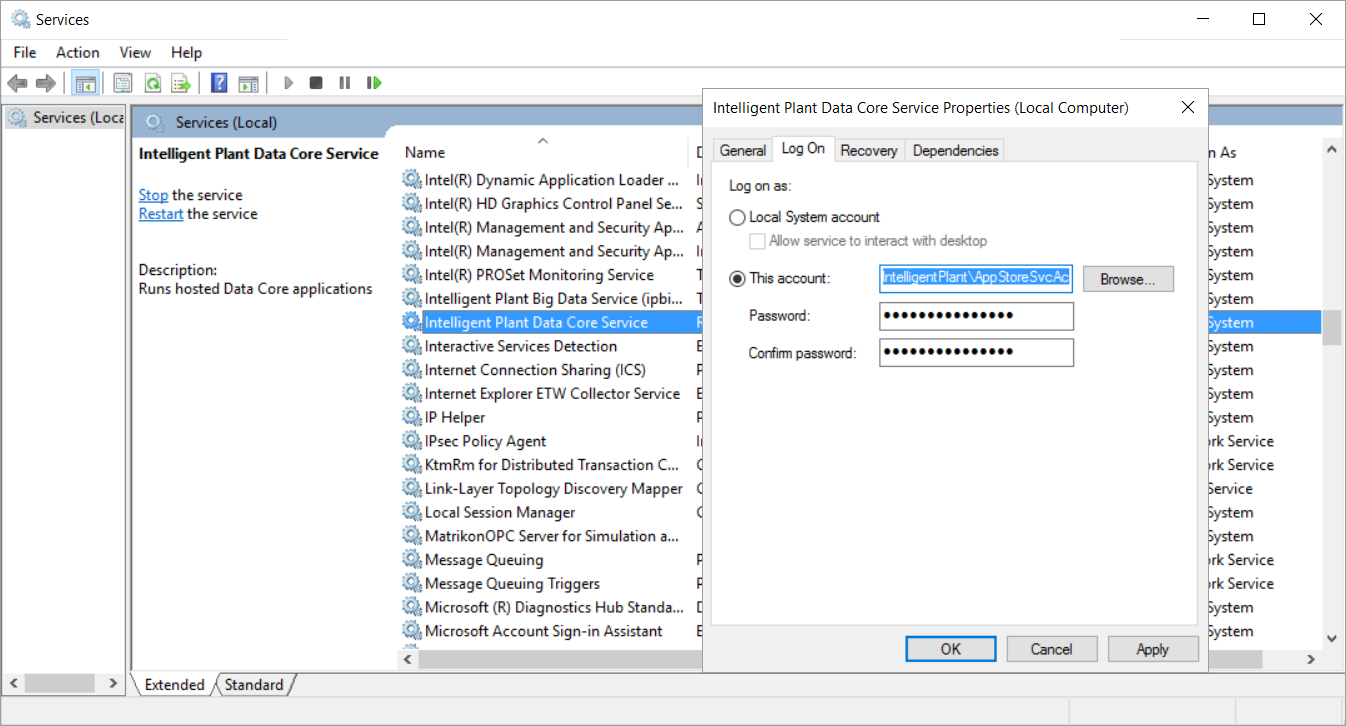 Services
File Action View Help
Services (Loca
Services (Local)
Intelligent Plant Data Core Service
Stop the service
Restart the service
Description:
Runs hosted Data Core applications
Name
Intel(R) Dynamic Application Loader ...
Intel(R) HD Graphics Control Panel Se...
Intel(R) Management and Security Ap...
Intel(R) Management and Security Ap...
Intel(R) PROSet Monitoring Service
Intelligent Plant Big Data Service (ipbi...
Intelligent Plant Data Core Service
Interactive Services Detection
Internet Connection Sharing (ICS)
Internet Explorer ETW Collector Service
IP Helper
IPsec Policy Agent
KtmRm for Distributed Transaction C...
Link-Layer Topology Discovery Mapper
Local Session Manager
MatrikonOPC Server for Simulation a...
Message Queuing
Message Queuing Triggers
Microsoft (R) Diagnostics Hub Standa...
Microsoft Account Sign-in Assistant
Intelligent Plant Data Core Service Properties (Local Computer)
General Log On Recovery Dependencies
Log on as:
Local System account
Allow service to interact with desktop
This account: IntelligentPlant\AppStoreSvcAc Browse...
Password:
Confirm password:
OK Cancel Apply
n As
System
System
System
System
System
System
System
System
System
System
System
rk Service
rk Service
Service
System
System
rk Service
rk Service
System
System
Extended Standard